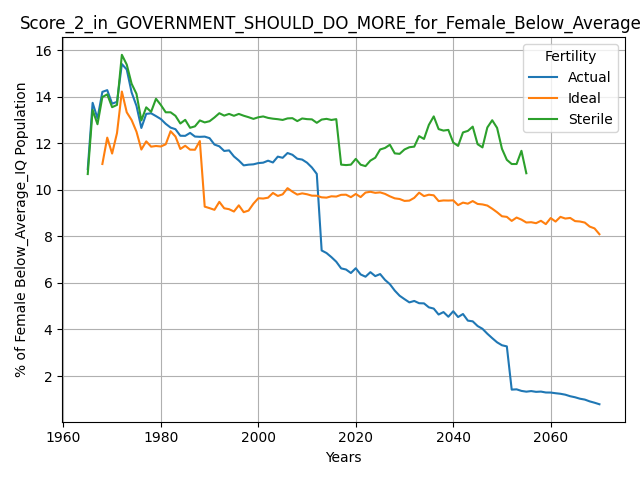 Score_2_in_GOVERNMENT_SHOULD_DO_MORE_for_Female_Below_Average
16
14
12
10
8
6
4
2
% of Female Below_Average_IQ Population
Fertility
Actual
Ideal
Sterile
1960
1980
2000
2020
2040
2060
Years